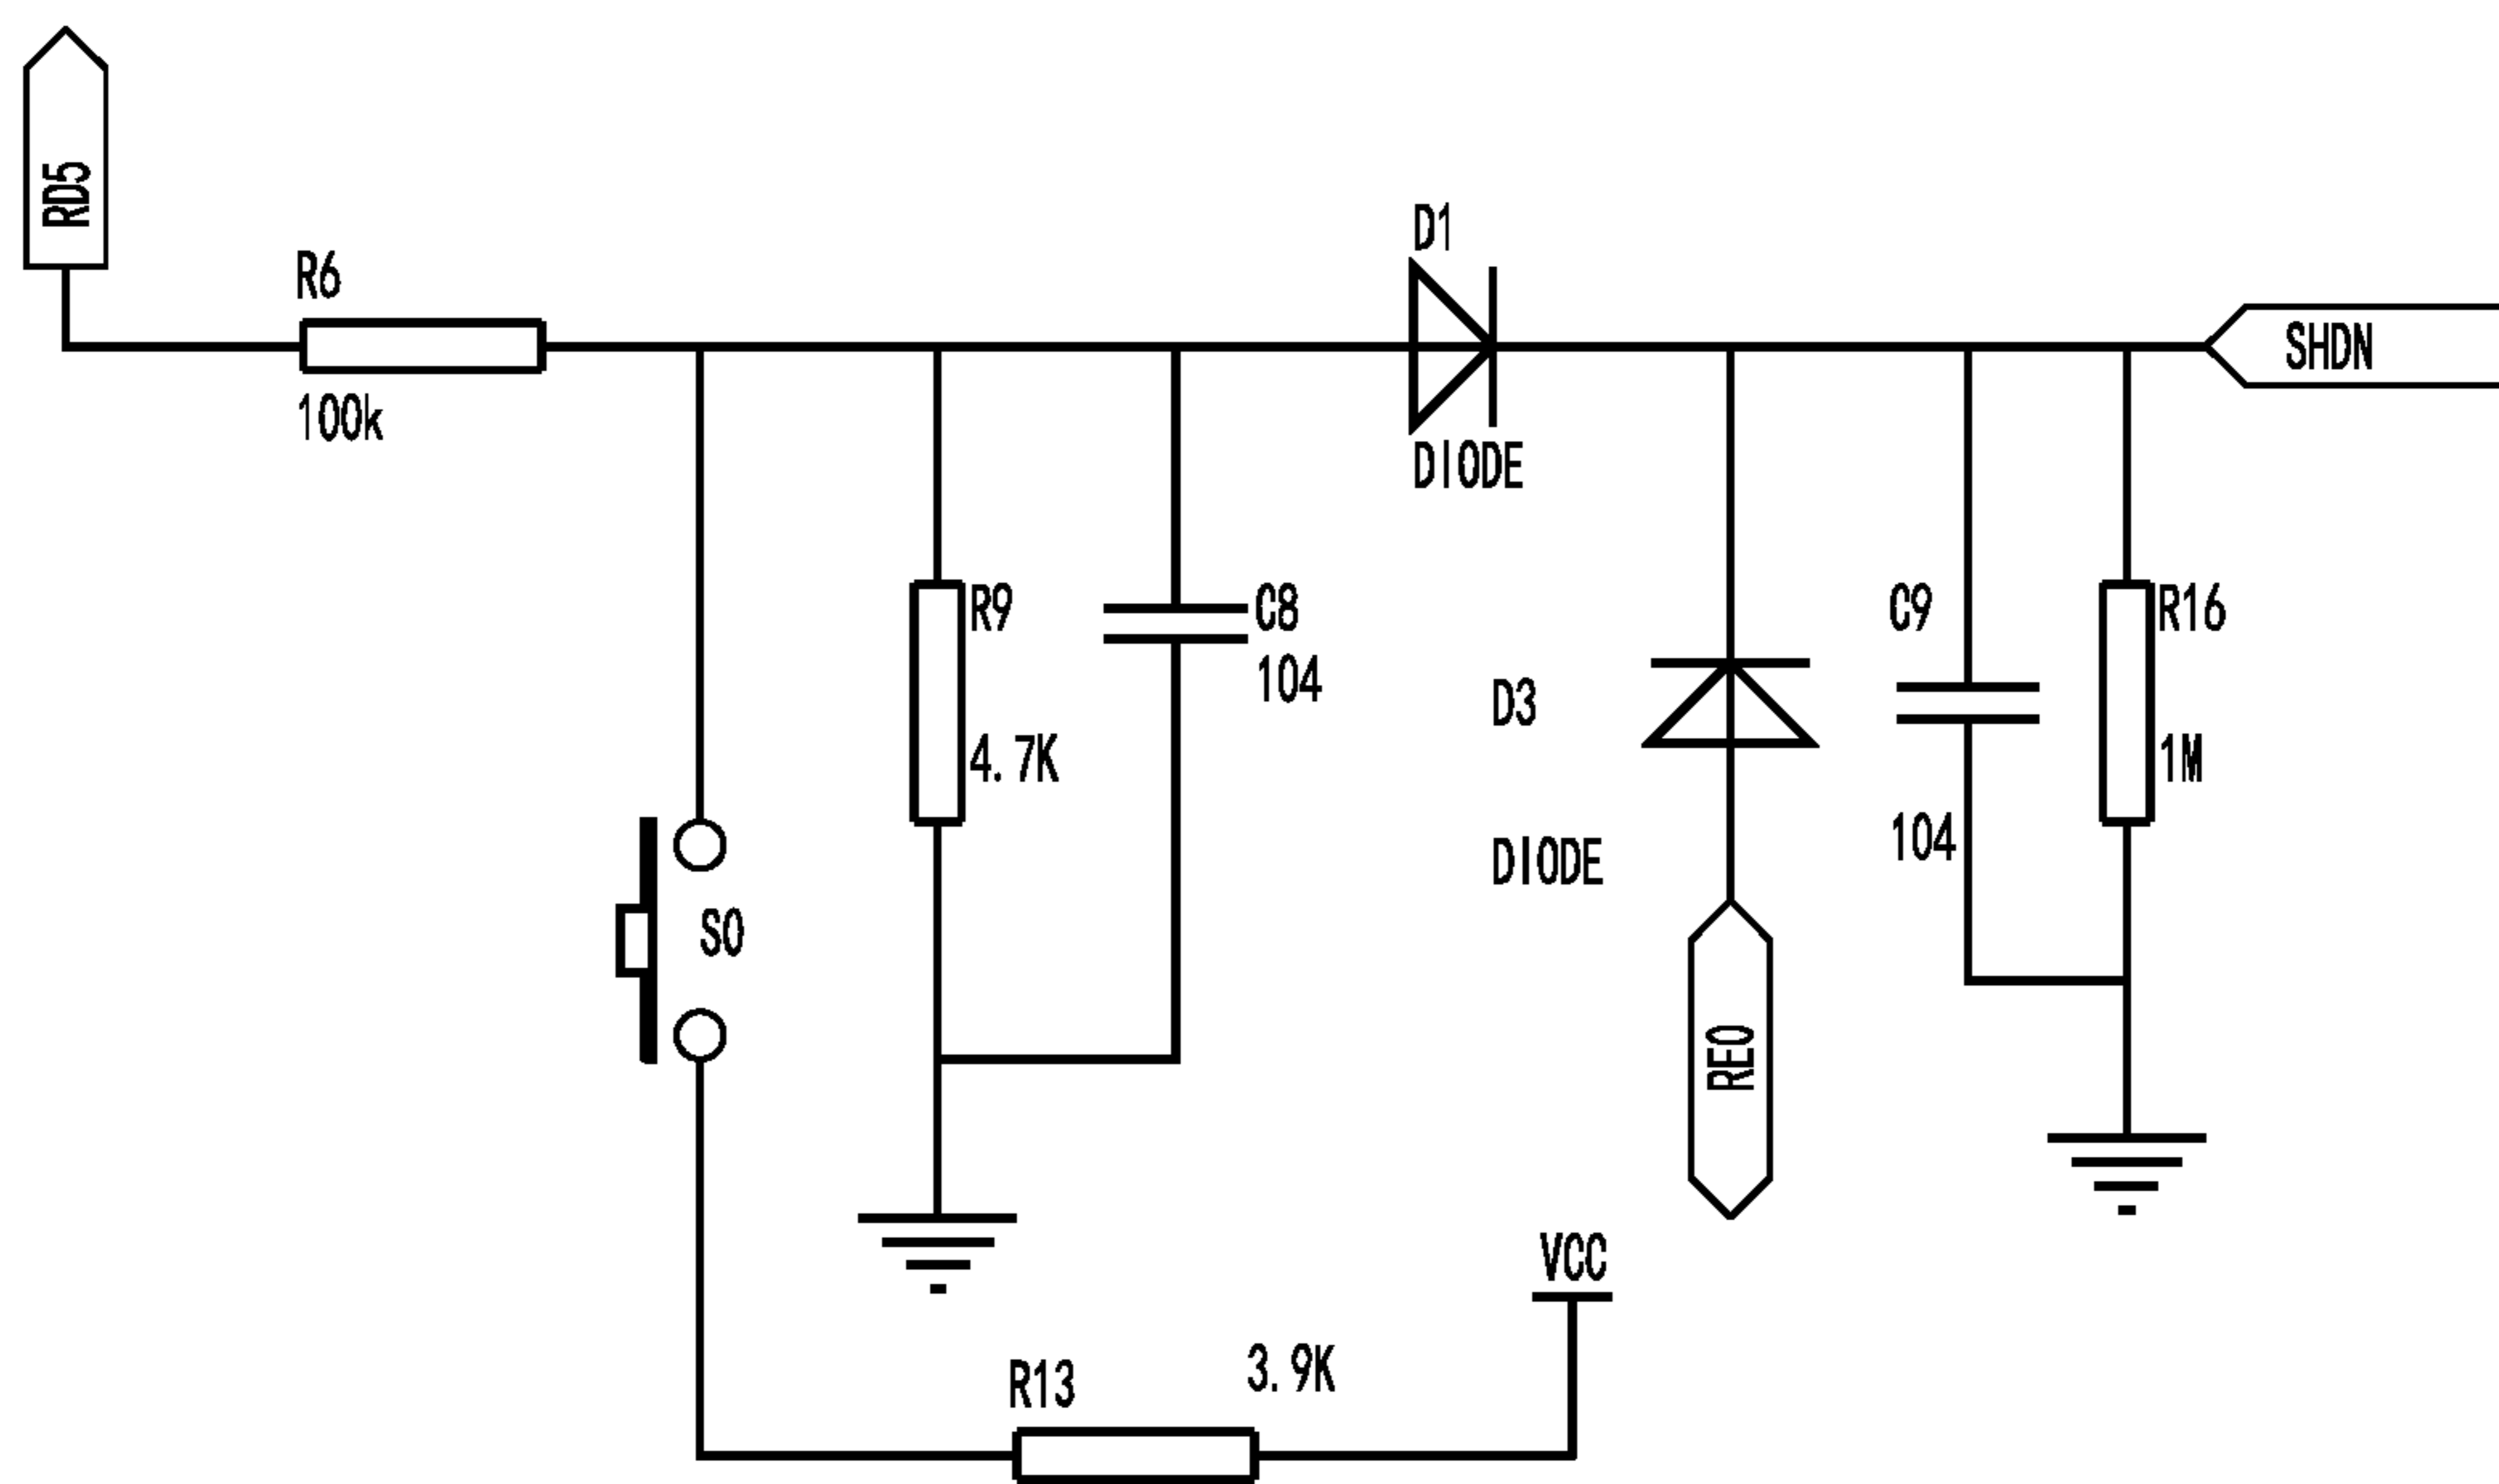 RD5
R6
100k
D1
DIODE
SHDN
R9
4.7K
C8
104
D3
DIODE
C9
104
R16
1M
S0
RE0
VCC
R13
3.9K